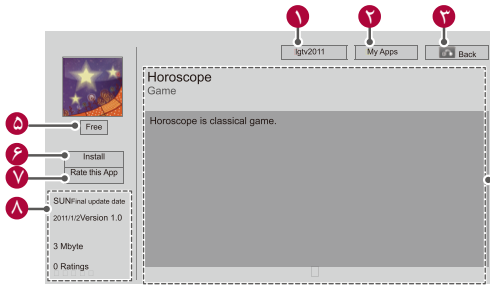 ۱
۲
۳
lgtv2011
My Apps
Back
Horoscope
Game
Horoscope is classical game.
۵
Free
۶
Install
۷
Rate this App
۸
SUNFinal update date
2011/1/2Version 1.0
3 Mbyte
0 Ratings